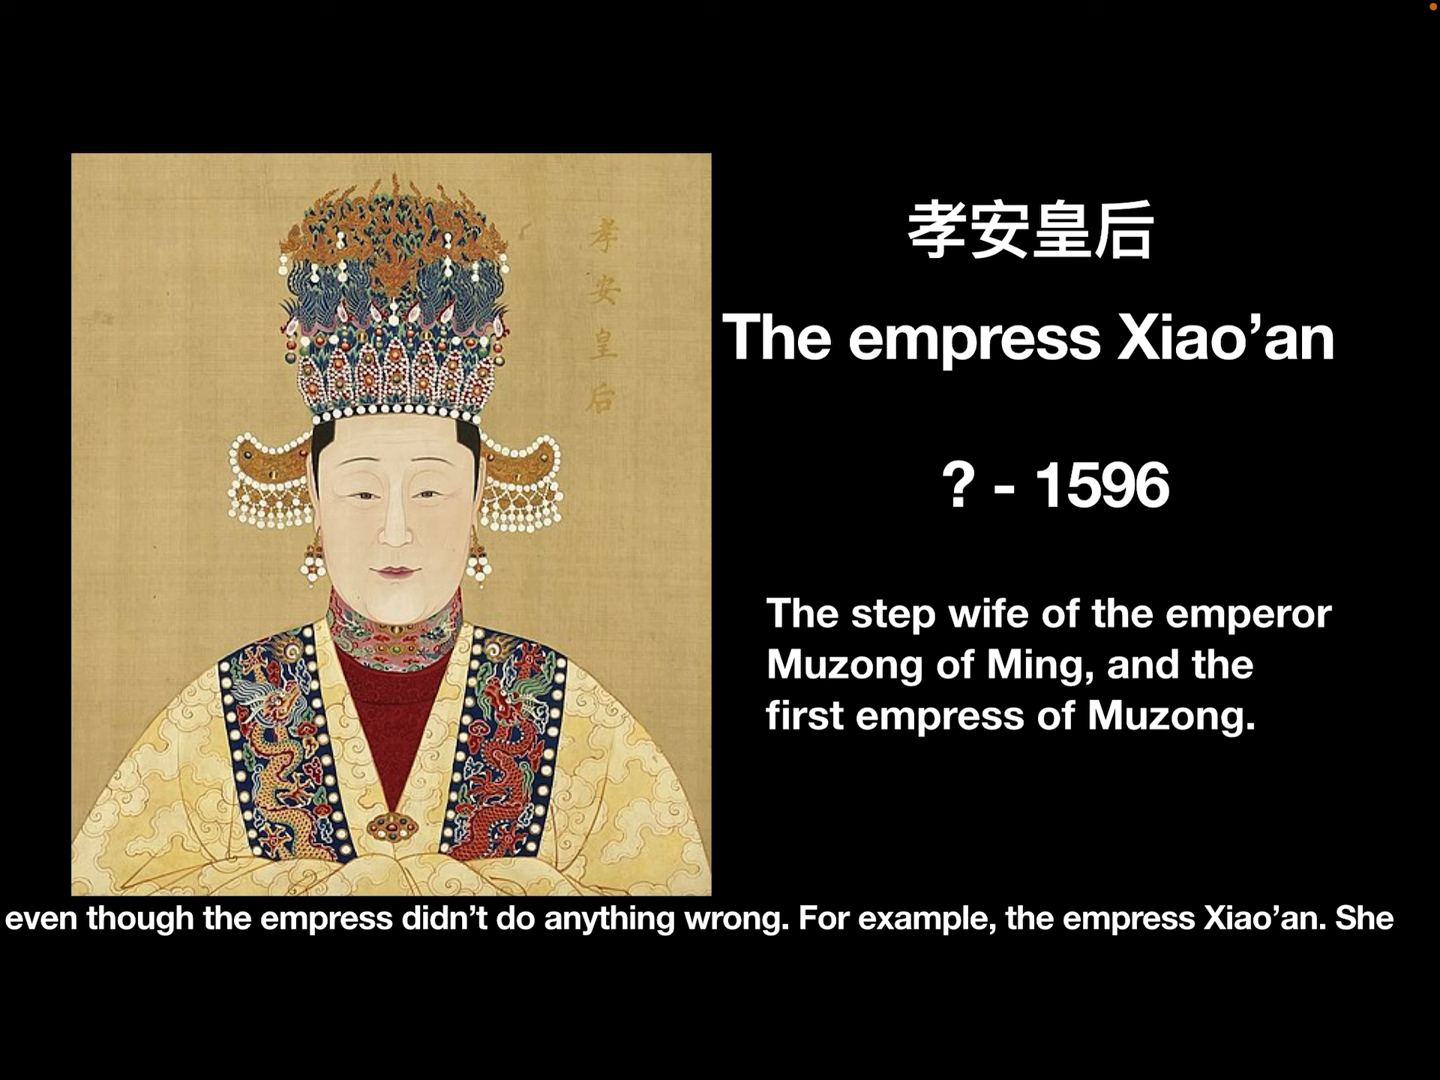 孝安皇后
孝安皇后
The empress Xiao’an
? - 1596
The step wife of the emperor
Muzong of Ming, and the
first empress of Muzong.
even though the empress didn’t do anything wrong. For example, the empress Xiao’an. She